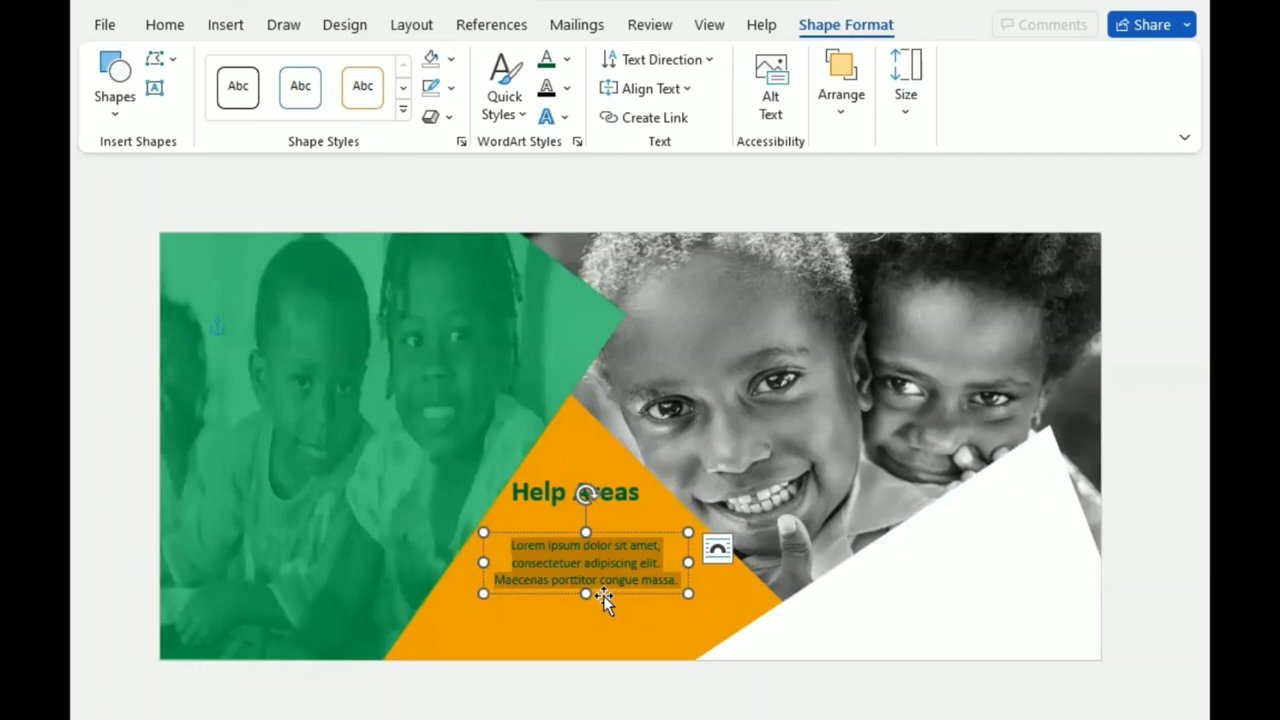 File Home Insert Draw Design Layout References Mailings Review View Help Shape Format Comments Share
Shapes
Insert Shapes
Abc Abc Abc
Shape Styles
Quick
Styles
WordArt Styles
Text Direction
Align Text
Create Link
Text
Alt
Text
Accessibility
Arrange
Size
Help Areas
Lorem ipsum dolor sit amet,
consectetuer adipiscing elit.
Maecenas porttitor congue massa.